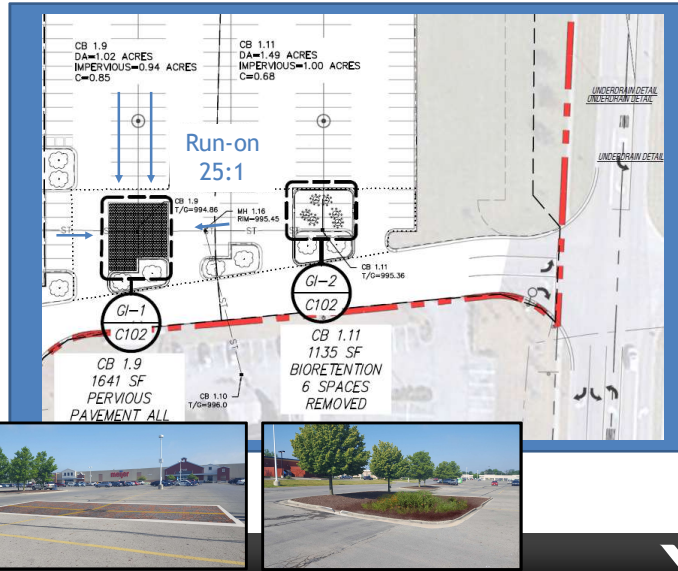 CB 1.9
DA=1.02 ACRES
IMPERVIOUS=0.94 ACRES
C=0.85
CB 1.11
DA=1.49 ACRES
IMPERVIOUS=1.00 ACRES
C=0.68
UNDERDRAIN DETAIL
UNDERDRAIN DETAIL
UNDERDRAIN DETAIL
Run-on
25:1
CB 1.9
T/G=994.86
MH 1.16
RIM=995.45
ST
ST
ST
CB 1.11
T/G=995.36
GI-1
C102
GI-2
C102
ST
ST
CB 1.9
1641 SF
PERVIOUS
PAVEMENT ALL
CB 1.11
1135 SF
BIORETENTION
6 SPACES
REMOVED
CB 1.10
T/G=996.0
meijer